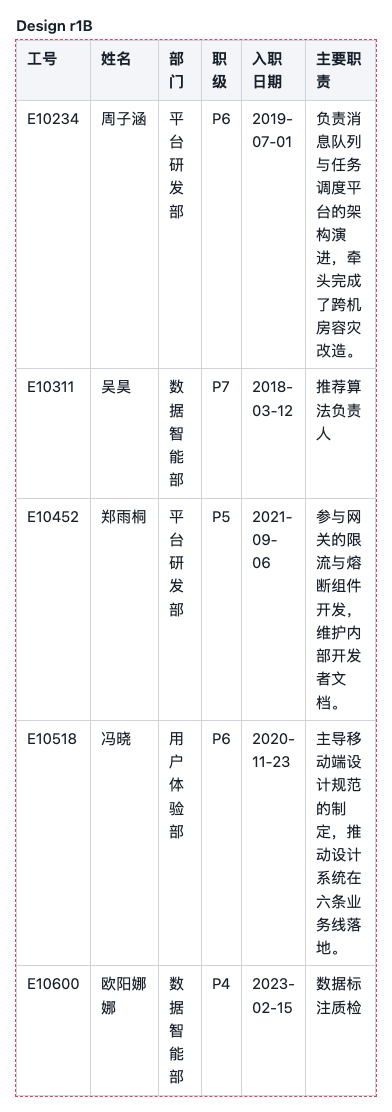 Design r1B
工号 姓名 部门 职级 入职日期 主要职责
E10234 周子涵 平台研发部 P6 2019-07-01 负责消息队列与任务调度平台的架构演进，牵头完成了跨机房容灾改造。
E10311 吴昊 数据智能部 P7 2018-03-12 推荐算法负责人
E10452 郑雨桐 平台研发部 P5 2021-09-06 参与网关的限流与熔断组件开发，维护内部开发者文档。
E10518 冯晓 用户体验部 P6 2020-11-23 主导移动端设计规范的制定，推动设计系统在六条业务线落地。
E10600 欧阳娜娜 数据智能部 P4 2023-02-15 数据标注质检